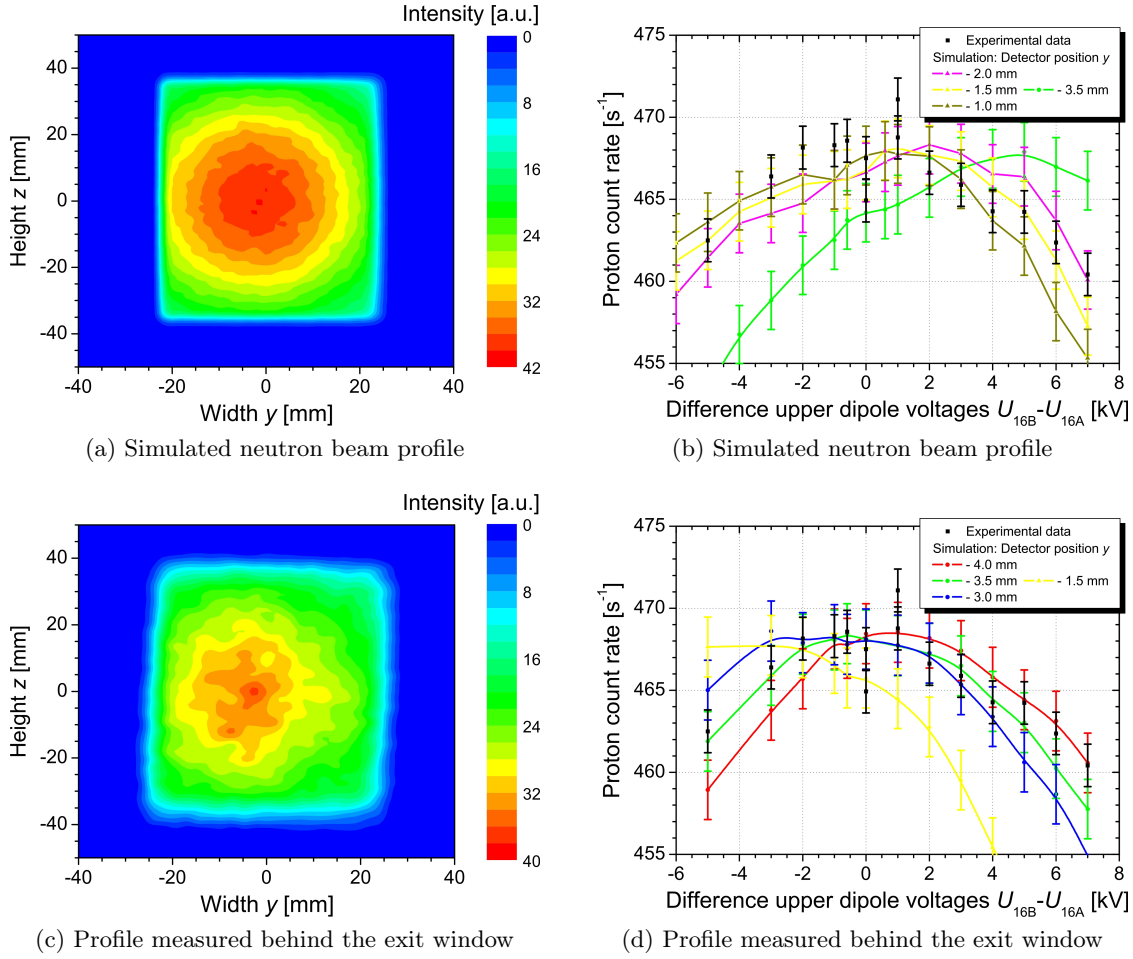 Intensity [a.u.]
40
20
0
-20
-40
Height z [mm]
-40
-20
0
20
40
Width y [mm]
0
8
16
24
32
42
(a) Simulated neutron beam profile
475
470
465
460
455
Proton count rate [s⁻¹]
Experimental data
Simulation: Detector position y
- 2.0 mm
- 1.5 mm - 3.5 mm
- 1.0 mm
-6 -4 -2 0 2 4 6 8
Difference upper dipole voltages U16B-U16A [kV]
(b) Simulated neutron beam profile
Intensity [a.u.]
40
20
0
-20
-40
Height z [mm]
-40
-20
0
20
40
Width y [mm]
0
8
16
24
32
40
(c) Profile measured behind the exit window
475
470
465
460
455
Proton count rate [s⁻¹]
Experimental data
Simulation: Detector position y
- 4.0 mm
- 3.5 mm - 1.5 mm
- 3.0 mm
-6 -4 -2 0 2 4 6 8
Difference upper dipole voltages U16B-U16A [kV]
(d) Profile measured behind the exit window